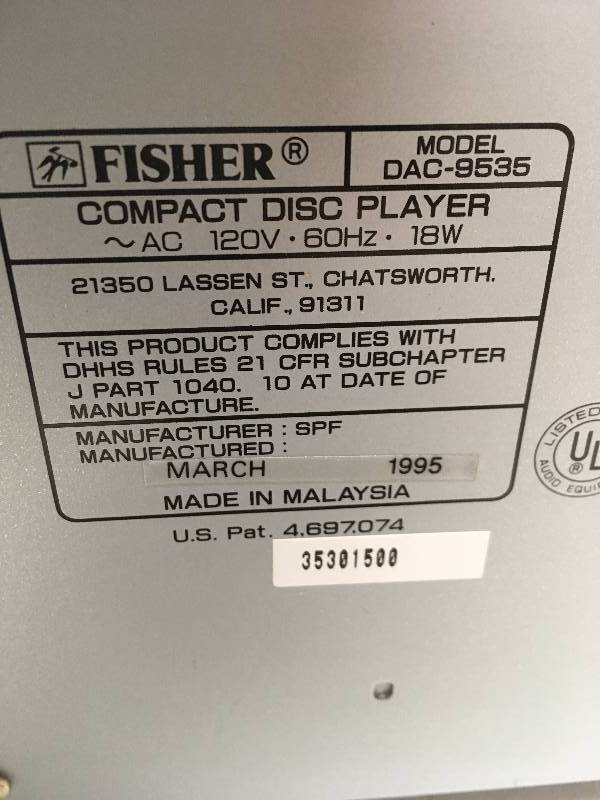 FISHER®
MODEL
DAC-9535
COMPACT DISC PLAYER
~ AC 120V · 60Hz · 18W
21350 LASSEN ST., CHATSWORTH.
CALIF., 91311
THIS PRODUCT COMPLIES WITH
DHHS RULES 21 CFR SUBCHAPTER
J PART 1040. 10 AT DATE OF
MANUFACTURE.
MANUFACTURER : SPF
MANUFACTURED :
MARCH 1995
MADE IN MALAYSIA
U.S. Pat. 4.697.074
35301500
LISTED
UL
®
AUDIO